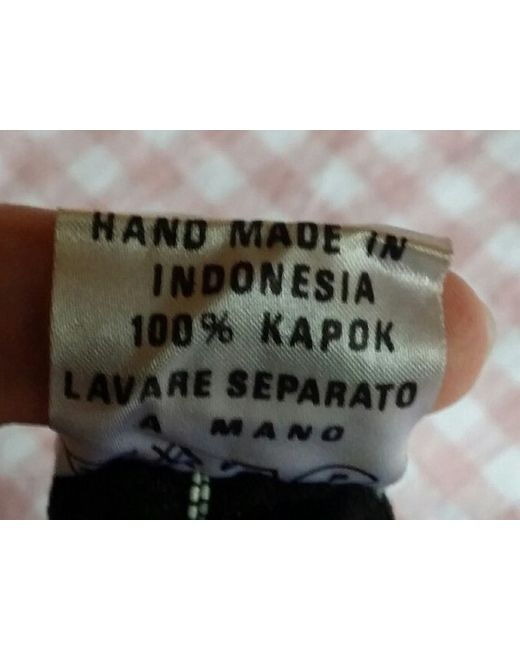 HAND MADE IN
INDONESIA
100% KAPOK
LAVARE SEPARATO
A MANO